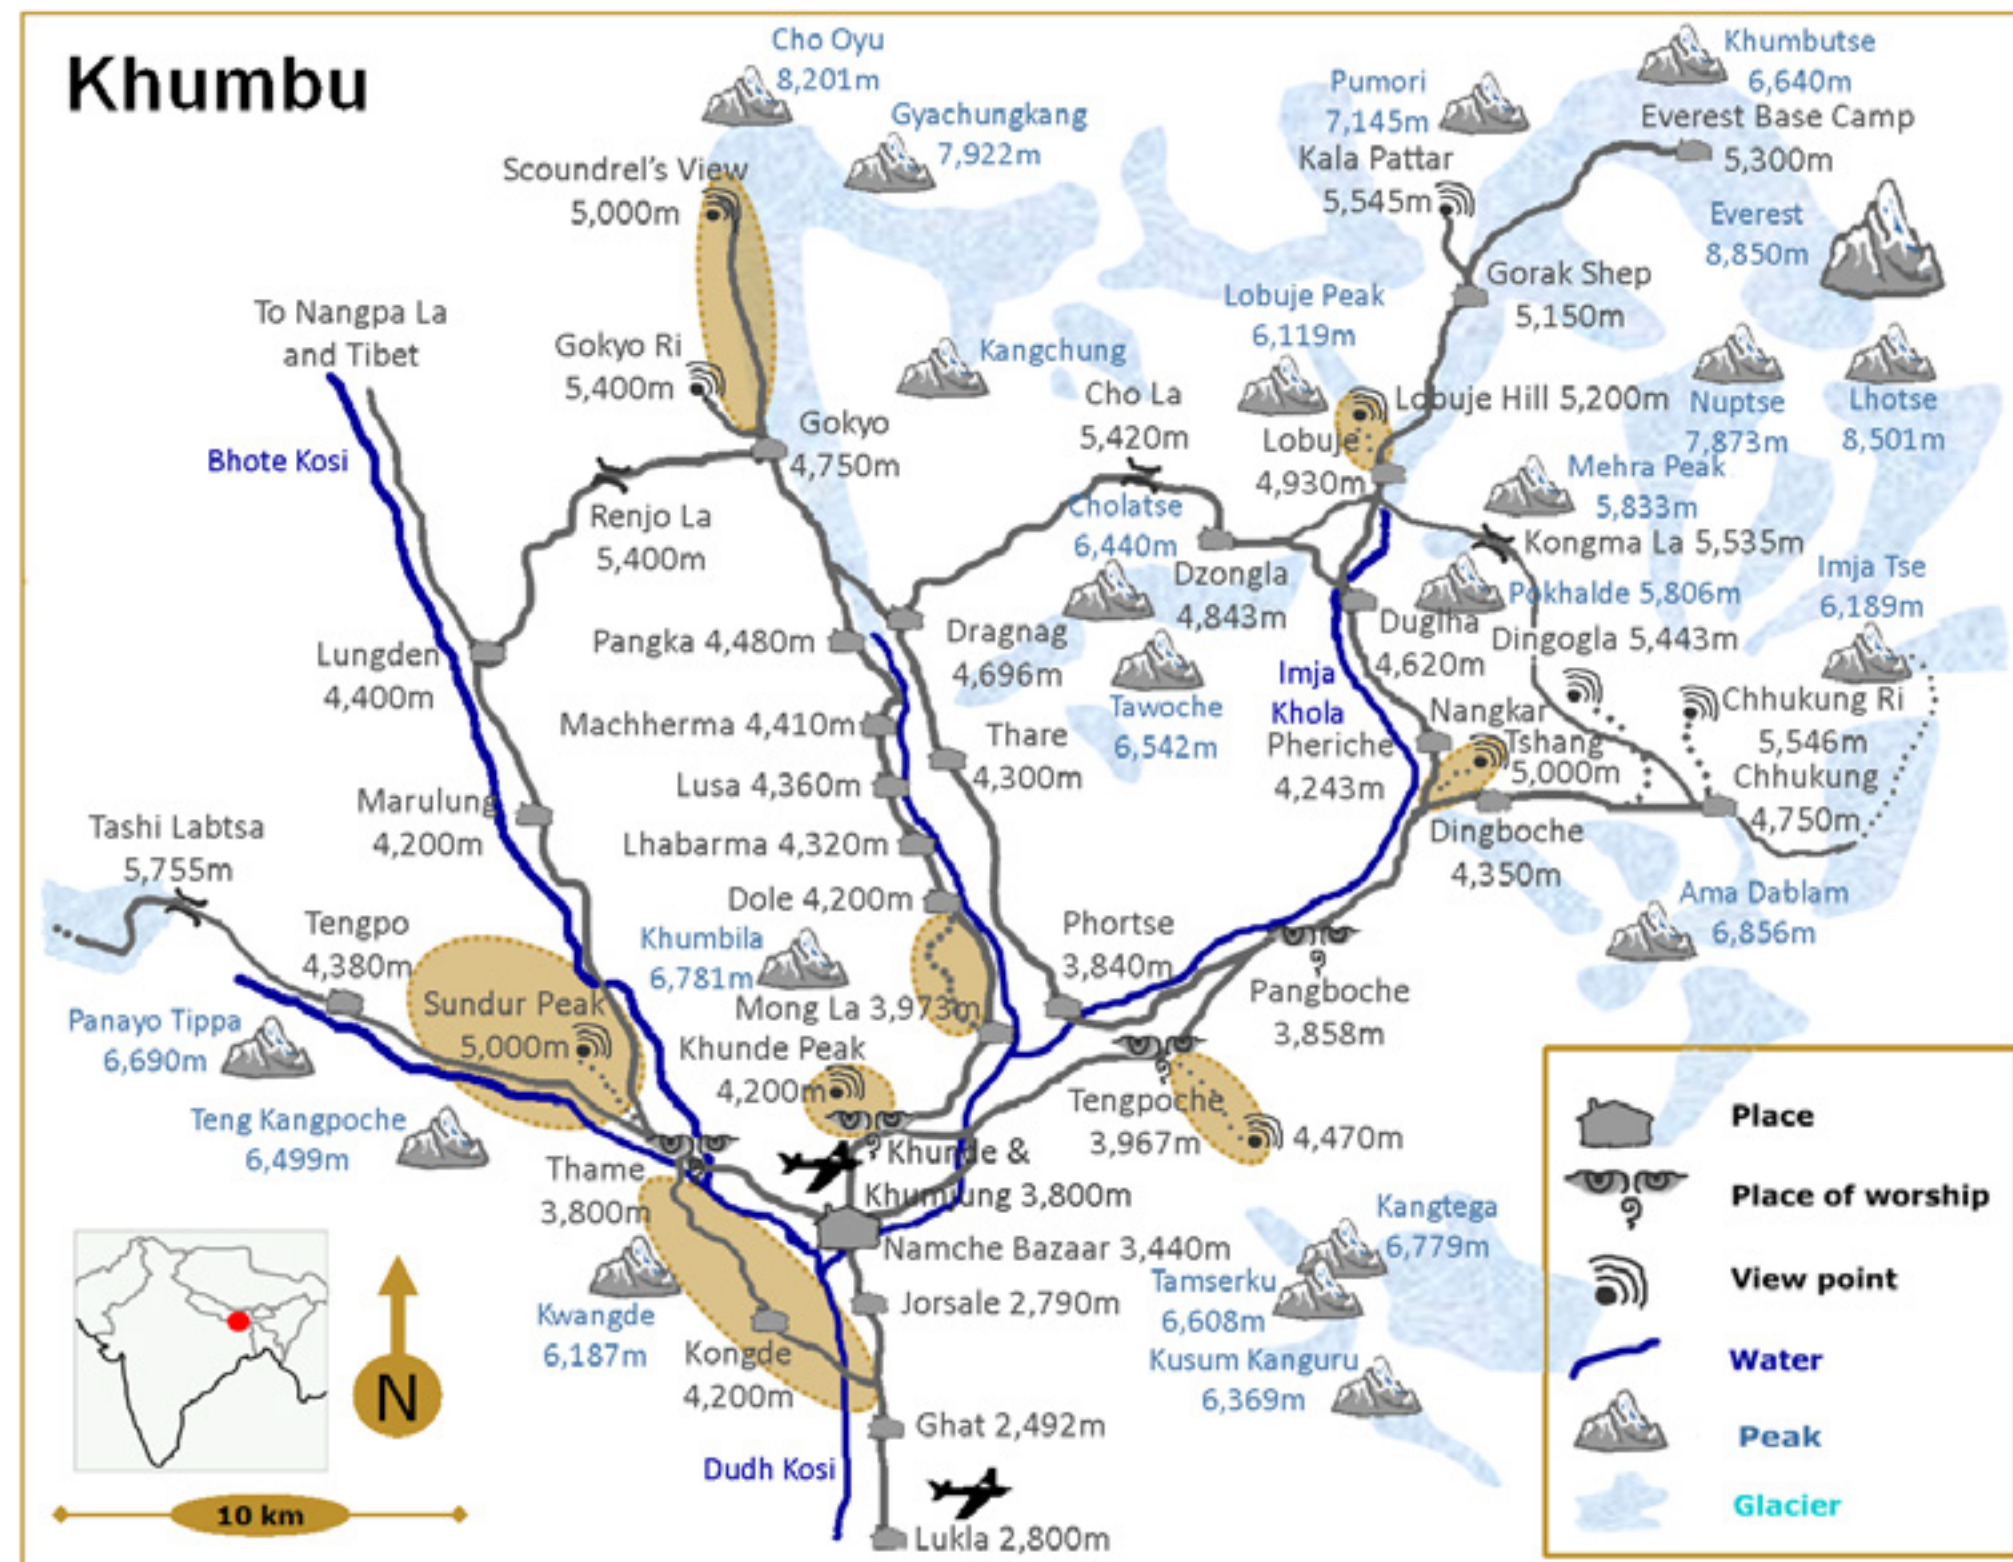 Khumbu
Cho Oyu
8,201m
Gyachungkang
7,922m
Pumori
7,145m
Khumbutse
6,640m
Everest Base Camp
5,300m
Scoundrel's View
5,000m
Kala Pattar
5,545m
Everest
8,850m
Gorak Shep
5,150m
To Nangpa La
and Tibet
Gokyo Ri
5,400m
Kangchung
Lobuje Peak
6,119m
Bhote Kosi
Gokyo
4,750m
Cho La
5,420m
Lobuje Hill 5,200m
Lobuje
4,930m
Nuptse
7,873m
Lhotse
8,501m
Mehra Peak
5,833m
Renjo La
5,400m
Cholatse
6,440m
Kongma La 5,535m
Dzongla
4,843m
Pokhalde 5,806m
Imja Tse
6,189m
Lungden
4,400m
Pangka 4,480m
Dragnag
4,696m
Duglha
4,620m
Dingogla 5,443m
Imja
Khola
Tawoche
6,542m
Machherma 4,410m
Thare
4,300m
Pheriche
4,243m
Nangkar
Tshang
5,000m
Chhukung Ri
5,546m
Chhukung
4,750m
Lusa 4,360m
Marulung
4,200m
Tashi Labtsa
5,755m
Lhabarma 4,320m
Dingboche
4,350m
Dole 4,200m
Ama Dablam
6,856m
Tengpo
4,380m
Khumbila
6,781m
Phortse
3,840m
Sundur Peak
5,000m
Mong La 3,973m
Pangboche
3,858m
Panayo Tippa
6,690m
Khunde Peak
4,200m
Tengpoche
3,967m
4,470m
Teng Kangpoche
6,499m
Thame
3,800m
Khunde &
Khumjung 3,800m
Namche Bazaar 3,440m
Kangtega
6,779m
Tamserku
6,608m
Kwangde
6,187m
Jorsale 2,790m
Kongde
4,200m
Kusum Kanguru
6,369m
Ghat 2,492m
Dudh Kosi
Lukla 2,800m
N
10 km
Place
Place of worship
View point
Water
Peak
Glacier